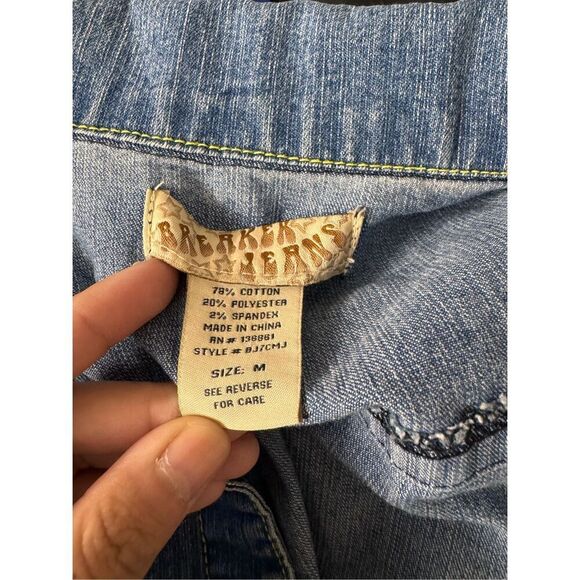 BREAKER
JEANS
78% COTTON
20% POLYESTER
2% SPANDEX
MADE IN CHINA
RN# 136861
STYLE # BJ7CMJ
SIZE: M
SEE REVERSE
FOR CARE